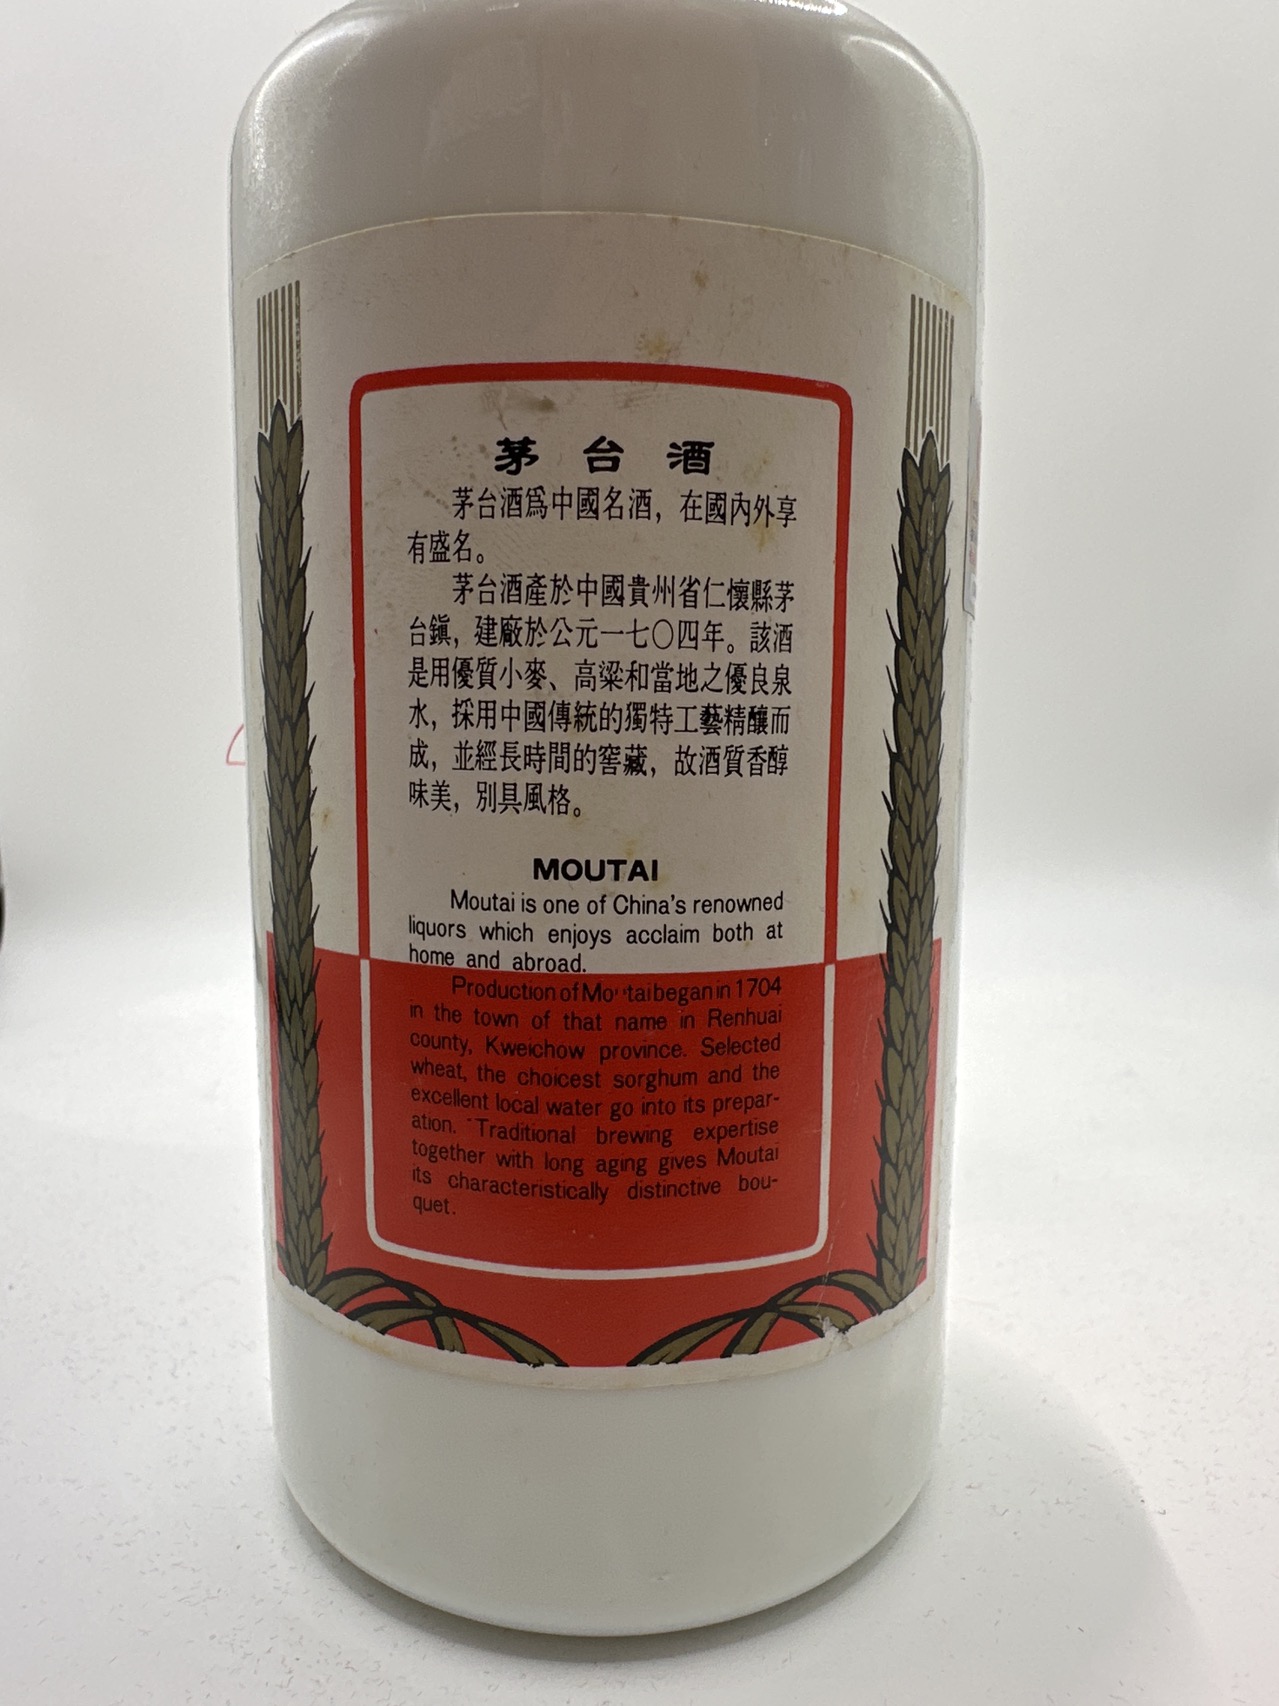 茅台酒
茅台酒爲中國名酒，在國內外享
有盛名。
茅台酒產於中國貴州省仁懷縣茅
台鎭，建廠於公元一七〇四年。該酒
是用優質小麥、高粱和當地之優良泉
水，採用中國傳統的獨特工藝精釀而
成，並經長時間的窖藏，故酒質香醇
味美，別具風格。
MOUTAI
Moutai is one of China's renowned
liquors which enjoys acclaim both at
home and abroad.
Production of Moutai began in 1704
in the town of that name in Renhuai
county, Kweichow province. Selected
wheat, the choicest sorghum and the
excellent local water go into its prepar-
ation. Traditional brewing expertise
together with long aging gives Moutai
its characteristically distinctive bou-
quet.